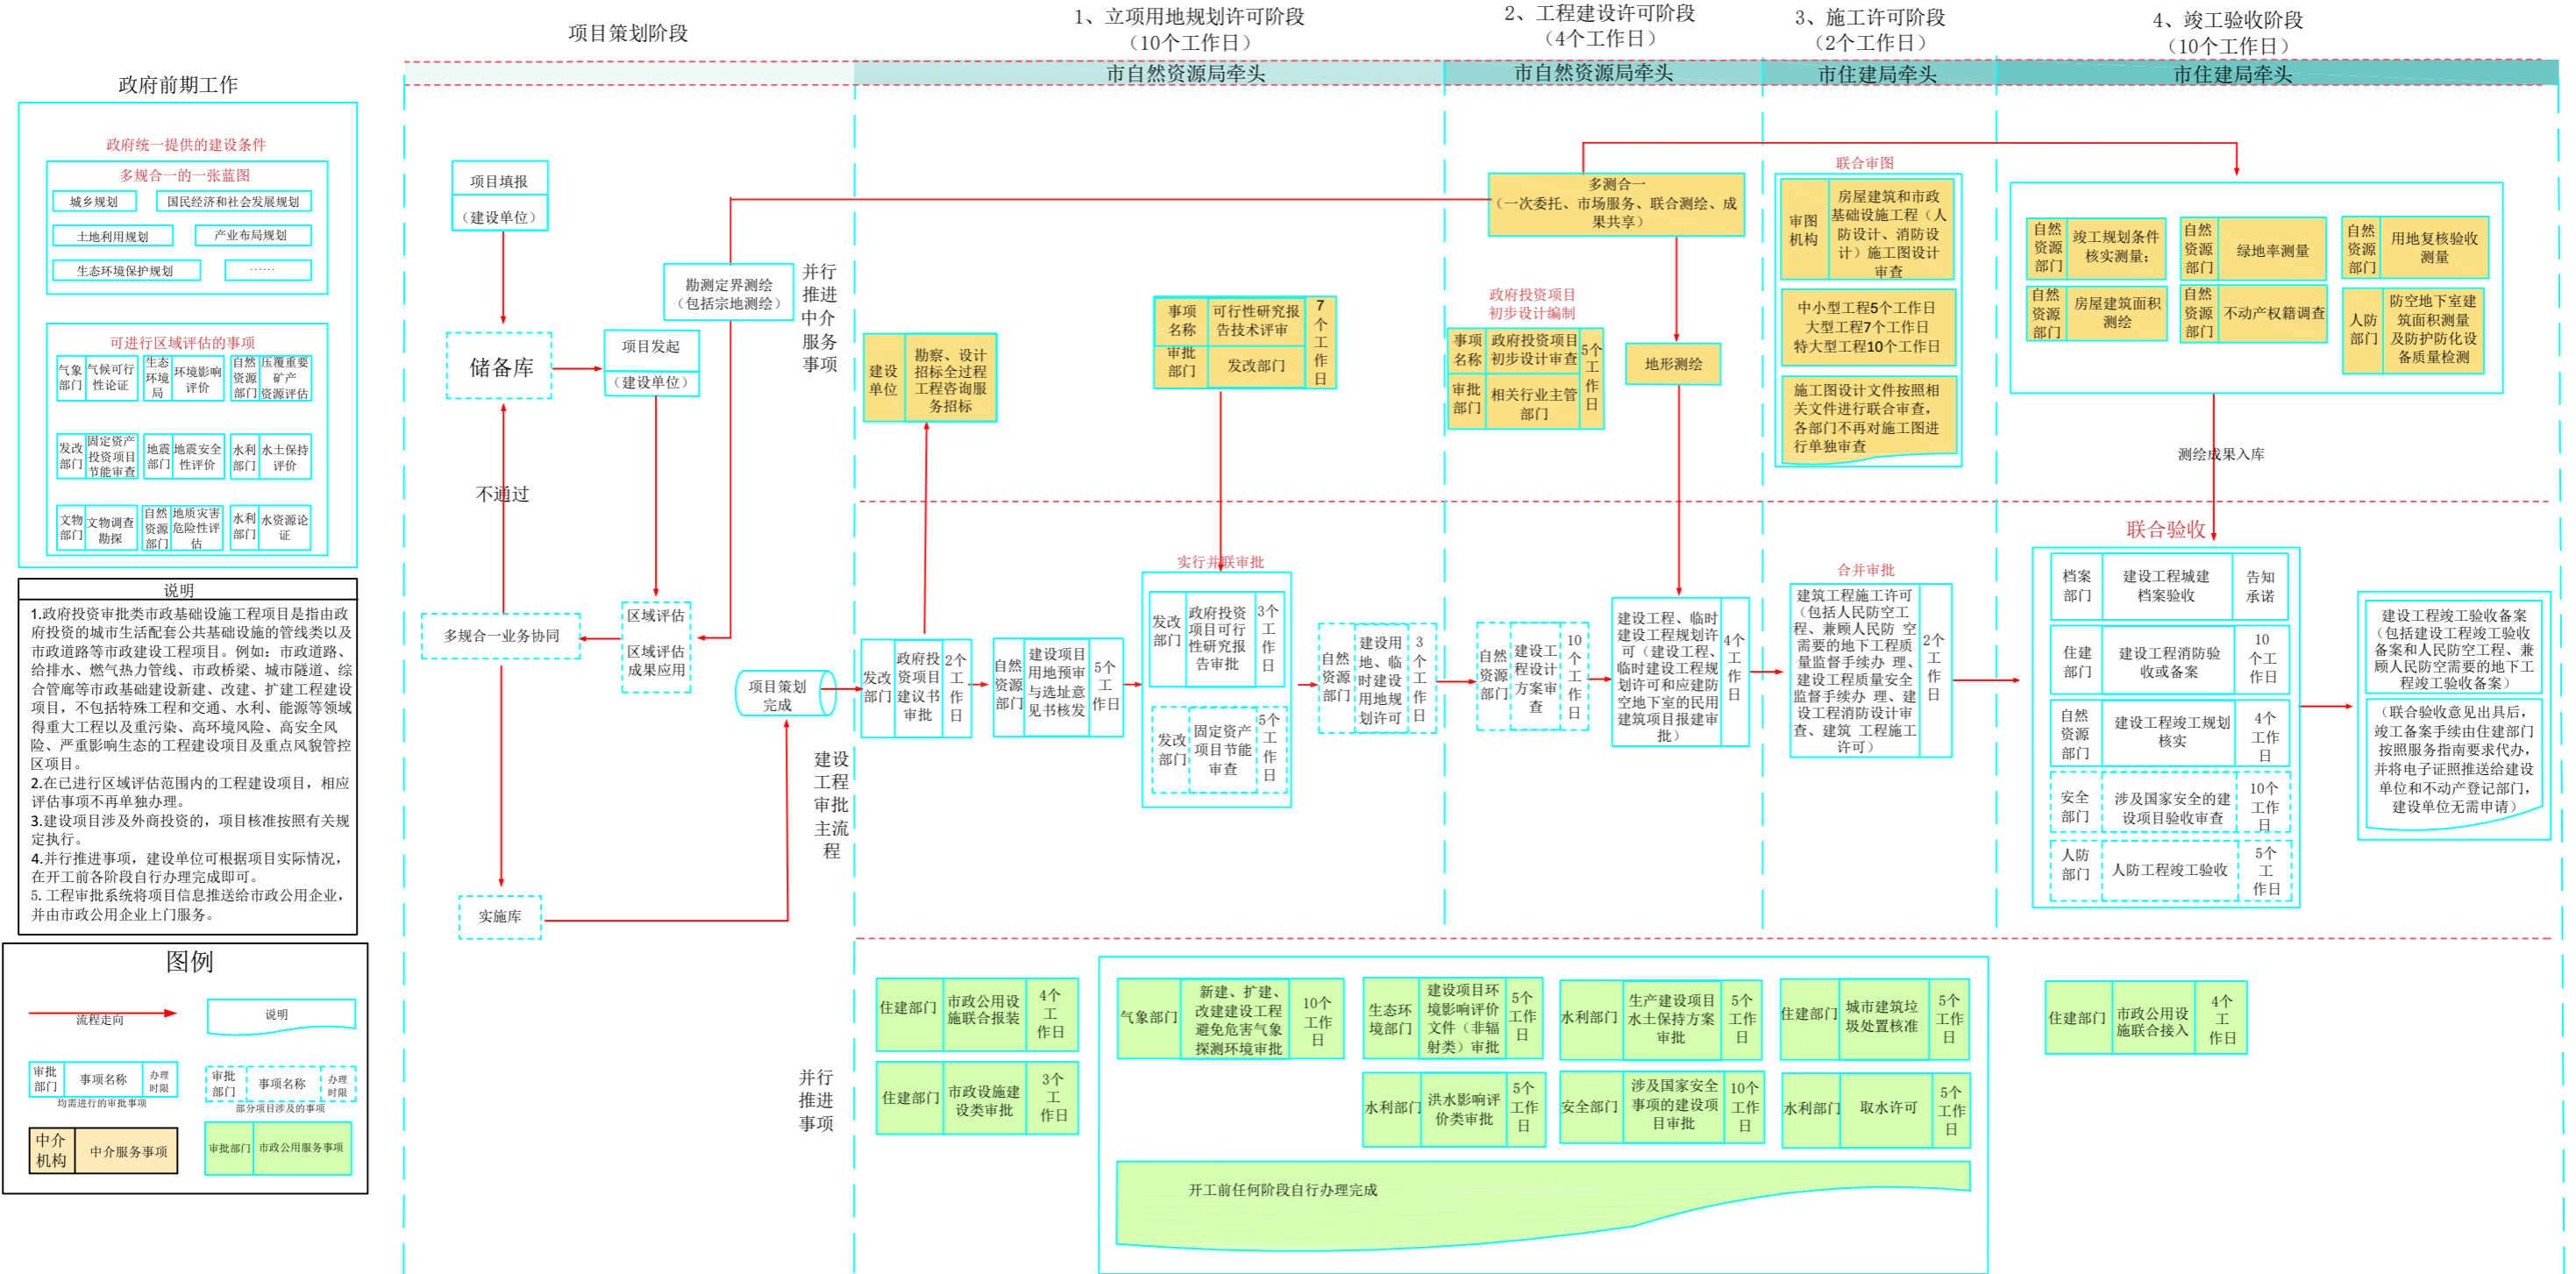 项目策划阶段
1、立项用地规划许可阶段
（10个工作日）
2、工程建设许可阶段
（4个工作日）
3、施工许可阶段
（2个工作日）
4、竣工验收阶段
（10个工作日）
市自然资源局牵头
市自然资源局牵头
市住建局牵头
市住建局牵头
政府前期工作
政府统一提供的建设条件
多规合一的一张蓝图
城乡规划
国民经济和社会发展规划
土地利用规划
产业布局规划
生态环境保护规划
……
可进行区域评估的事项
气象
部门
气候可行
性论证
生态
环境
局
环境影响
评价
自然
资源
部门
压覆重要
矿产
资源评估
发改
部门
固定资产
投资项目
节能审查
地震
部门
地震安全
性评价
水利
部门
水土保持
评价
文物
部门
文物调查
勘探
自然
资源
部门
地质灾害
危险性评
估
水利
部门
水资源论
证
说明
1.政府投资审批类市政基础设施工程项目是指由政
府投资的城市生活配套公共基础设施的管线类以及
市政道路等市政建设工程项目。例如：市政道路、
给排水、燃气热力管线、市政桥梁、城市隧道、综
合管廊等市政基础建设新建、改建、扩建工程建设
项目，不包括特殊工程和交通、水利、能源等领域
得重大工程以及重污染、高环境风险、高安全风
险、严重影响生态的工程建设项目及重点风貌管控
区项目。
2.在已进行区域评估范围内的工程建设项目，相应
评估事项不再单独办理。
3.建设项目涉及外商投资的，项目核准按照有关规
定执行。
4.并行推进事项，建设单位可根据项目实际情况，
在开工前各阶段自行办理完成即可。
5. 工程审批系统将项目信息推送给市政公用企业，
并由市政公用企业上门服务。
图例
流程走向
说明
审批
部门
事项名称
办理
时限
均需进行的审批事项
审批
部门
事项名称
办理
时限
部分项目涉及的事项
中介
机构
中介服务事项
审批部门
市政公用服务事项
项目填报
（建设单位）
储备库
项目发起
（建设单位）
勘测定界测绘
（包括宗地测绘）
不通过
多规合一业务协同
区域评估
区域评估
成果应用
实施库
项目策划
完成
并行
推进
中介
服务
事项
建设
单位
勘察、设计
招标全过程
工程咨询服
务招标
事项
名称
可行性研究报
告技术评审
审批
部门
发改部门
7
个
工
作
日
政府投资项目
初步设计编制
事项
名称
政府投资项目
初步设计审查
审批
部门
相关行业主管
部门
5个
工
作
日
多测合一
（一次委托、市场服务、联合测绘、成
果共享）
地形测绘
联合审图
审图
机构
房屋建筑和市政
基础设施工程（人
防设计、消防设
计）施工图设计
审查
中小型工程5个工作日
大型工程7个工作日
特大型工程10个工作日
施工图设计文件按照相
关文件进行联合审查，
各部门不再对施工图进
行单独审查
自然
资源
部门
竣工规划条件
核实测量；
自然
资源
部门
绿地率测量
自然
资源
部门
用地复核验收
测量
自然
资源
部门
房屋建筑面积
测绘
自然
资源
部门
不动产权籍调查
人防
部门
防空地下室建
筑面积测量
及防护防化设
备质量检测
测绘成果入库
建设
工程
审批
主流
程
发改
部门
政府投
资项目
建议书
审批
2个
工
作
日
自然
资源
部门
建设项目
用地预审
与选址意
见书核发
5个
工
作日
实行并联审批
发改
部门
政府投资
项目可行
性研究报
告审批
3个
工
作
日
发改
部门
固定资产
项目节能
审查
5个
工
作
日
自然
资源
部门
建设用
地、临
时建设
用地规
划许可
3
个
工
作
日
自然
资源
部门
建设工
程设计
方案审
查
10
个
工
作
日
建设工程、临时
建设工程规划许
可（建设工程、
临时建设工程规
划许可和应建防
空地下室的民用
建筑项目报建审
批）
4个
工
作
日
合并审批
建筑工程施工许可
（包括人民防空工
程、兼顾人民防 空
需要的地下工程质
量监督手续办 理、
建设工程质量安全
监督手续办 理、建
设工程消防设计审
查、建筑 工程施工
许可）
2个
工
作
日
联合验收
档案
部门
建设工程城建
档案验收
告知
承诺
住建
部门
建设工程消防验
收或备案
10
个工
作日
自然
资源
部门
建设工程竣工规划
核实
4个
工作
日
安全
部门
涉及国家安全的建
设项目验收审查
10个
工作
日
人防
部门
人防工程竣工验收
5个
工
作日
建设工程竣工验收备案
（包括建设工程竣工验收
备案和人民防空工程、兼
顾人民防空需要的地下工
程竣工验收备案）
（联合验收意见出具后，
竣工备案手续由住建部门
按照服务指南要求代办，
并将电子证照推送给建设
单位和不动产登记部门，
建设单位无需申请）
并行
推进
事项
住建部门
市政公用设
施联合报装
4个
工
作日
住建部门
市政设施建
设类审批
3个
工
作日
气象部门
新建、扩建、
改建建设工程
避免危害气象
探测环境审批
10个
工作
日
生态环
境部门
建设项目环
境影响评价
文件（非辐
射类）审批
5个
工作
日
水利部门
生产建设项目
水土保持方案
审批
5个
工作
日
住建部门
城市建筑垃
圾处置核准
5个
工作
日
水利部门
洪水影响评
价类审批
5个
工作
日
安全部门
涉及国家安全
事项的建设项
目审批
10个
工作
日
水利部门
取水许可
5个
工作
日
开工前任何阶段自行办理完成
住建部门
市政公用设
施联合接入
4个
工
作日